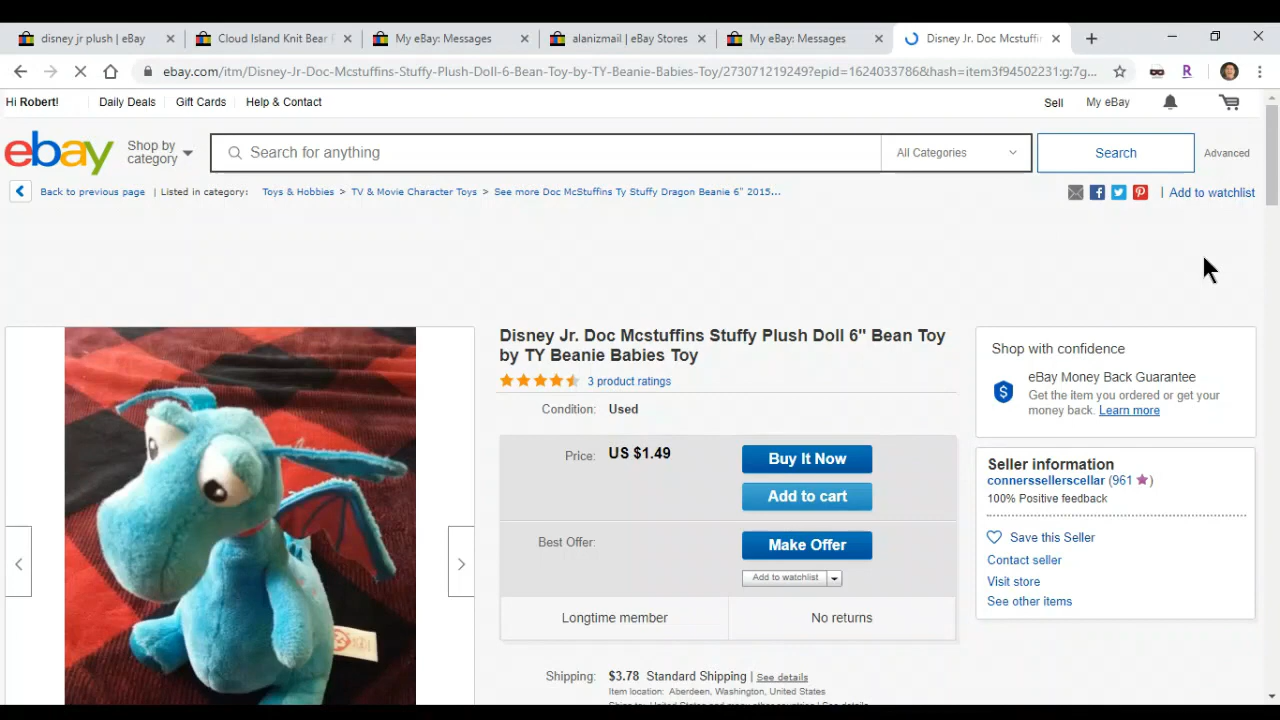 disney jr plush | eBay
Cloud Island Knit Bear
My eBay: Messages
alanizmail | eBay Stores
My eBay: Messages
Disney Jr. Doc Mcstuffin
ebay.com/itm/Disney-Jr-Doc-Mcstuffins-Stuffy-Plush-Doll-6-Bean-Toy-by-TY-Beanie-Babies-Toy/273071219249?epid=16240337868&hash=item3f94502231:g:7g...
R
Hi Robert!
Daily Deals
Gift Cards
Help & Contact
Sell
My eBay
ebay
Shop by
category
Search for anything
All Categories
Search
Advanced
Back to previous page | Listed in category:
Toys & Hobbies > TV & Movie Character Toys > See more Doc McStuffins Ty Stuffy Dragon Beanie 6" 2015...
| Add to watchlist
Disney Jr. Doc Mcstuffins Stuffy Plush Doll 6" Bean Toy
by TY Beanie Babies Toy
3 product ratings
Condition: Used
Price: US $1.49
Buy It Now
Add to cart
Best Offer:
Make Offer
Add to watchlist
Longtime member
No returns
Shipping: $3.78 Standard Shipping | See details
Item location: Aberdeen, Washington, United States
Shop with confidence
eBay Money Back Guarantee
Get the item you ordered or get your
money back. Learn more
Seller information
connerssellerscellar (961 )
100% Positive feedback
Save this Seller
Contact seller
Visit store
See other items